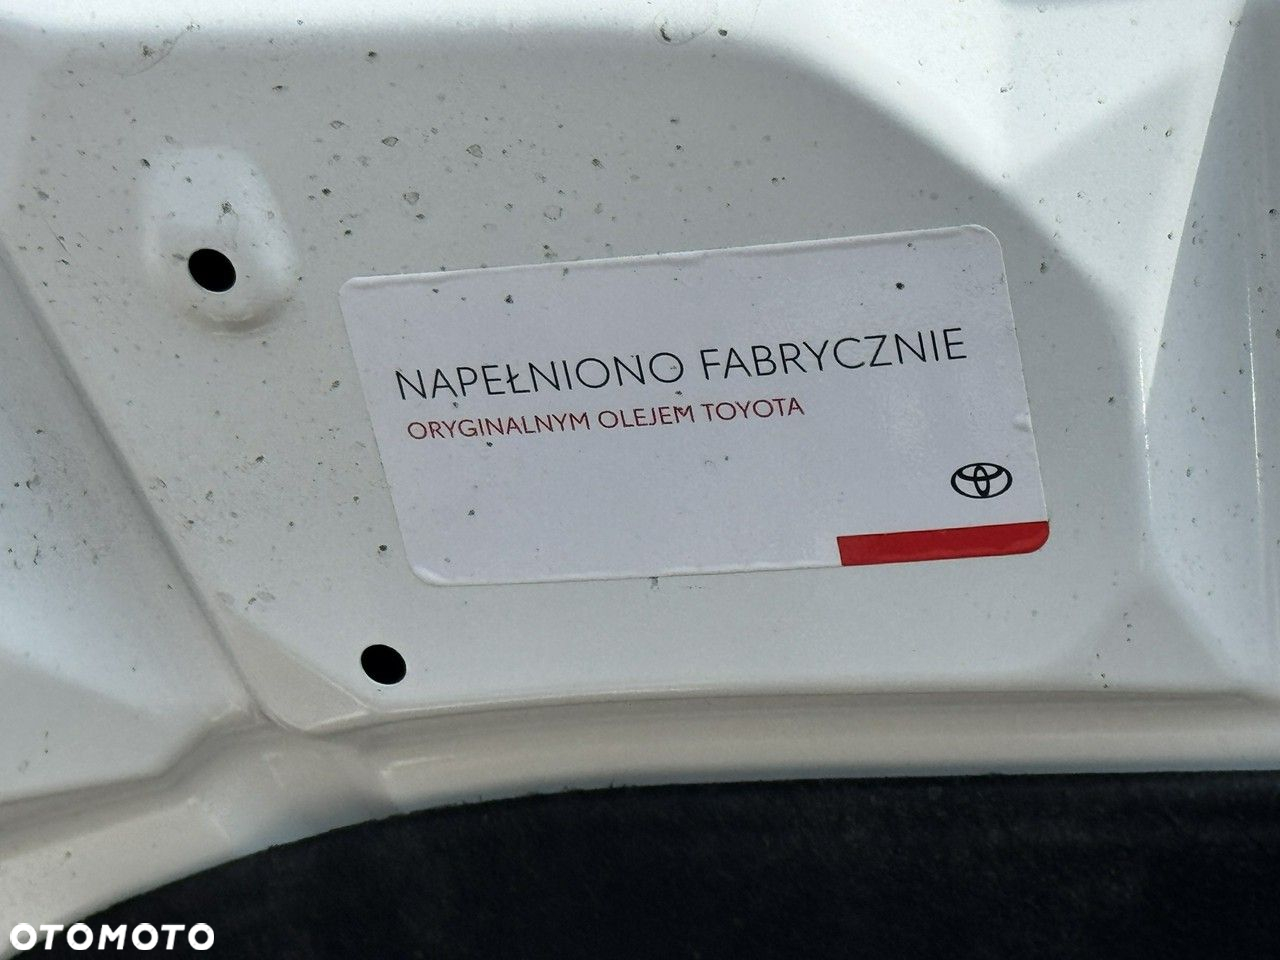 NAPEŁNIONO FABRYCZNIE
ORYGINALNYM OLEJEM TOYOTA
OTOMOTO